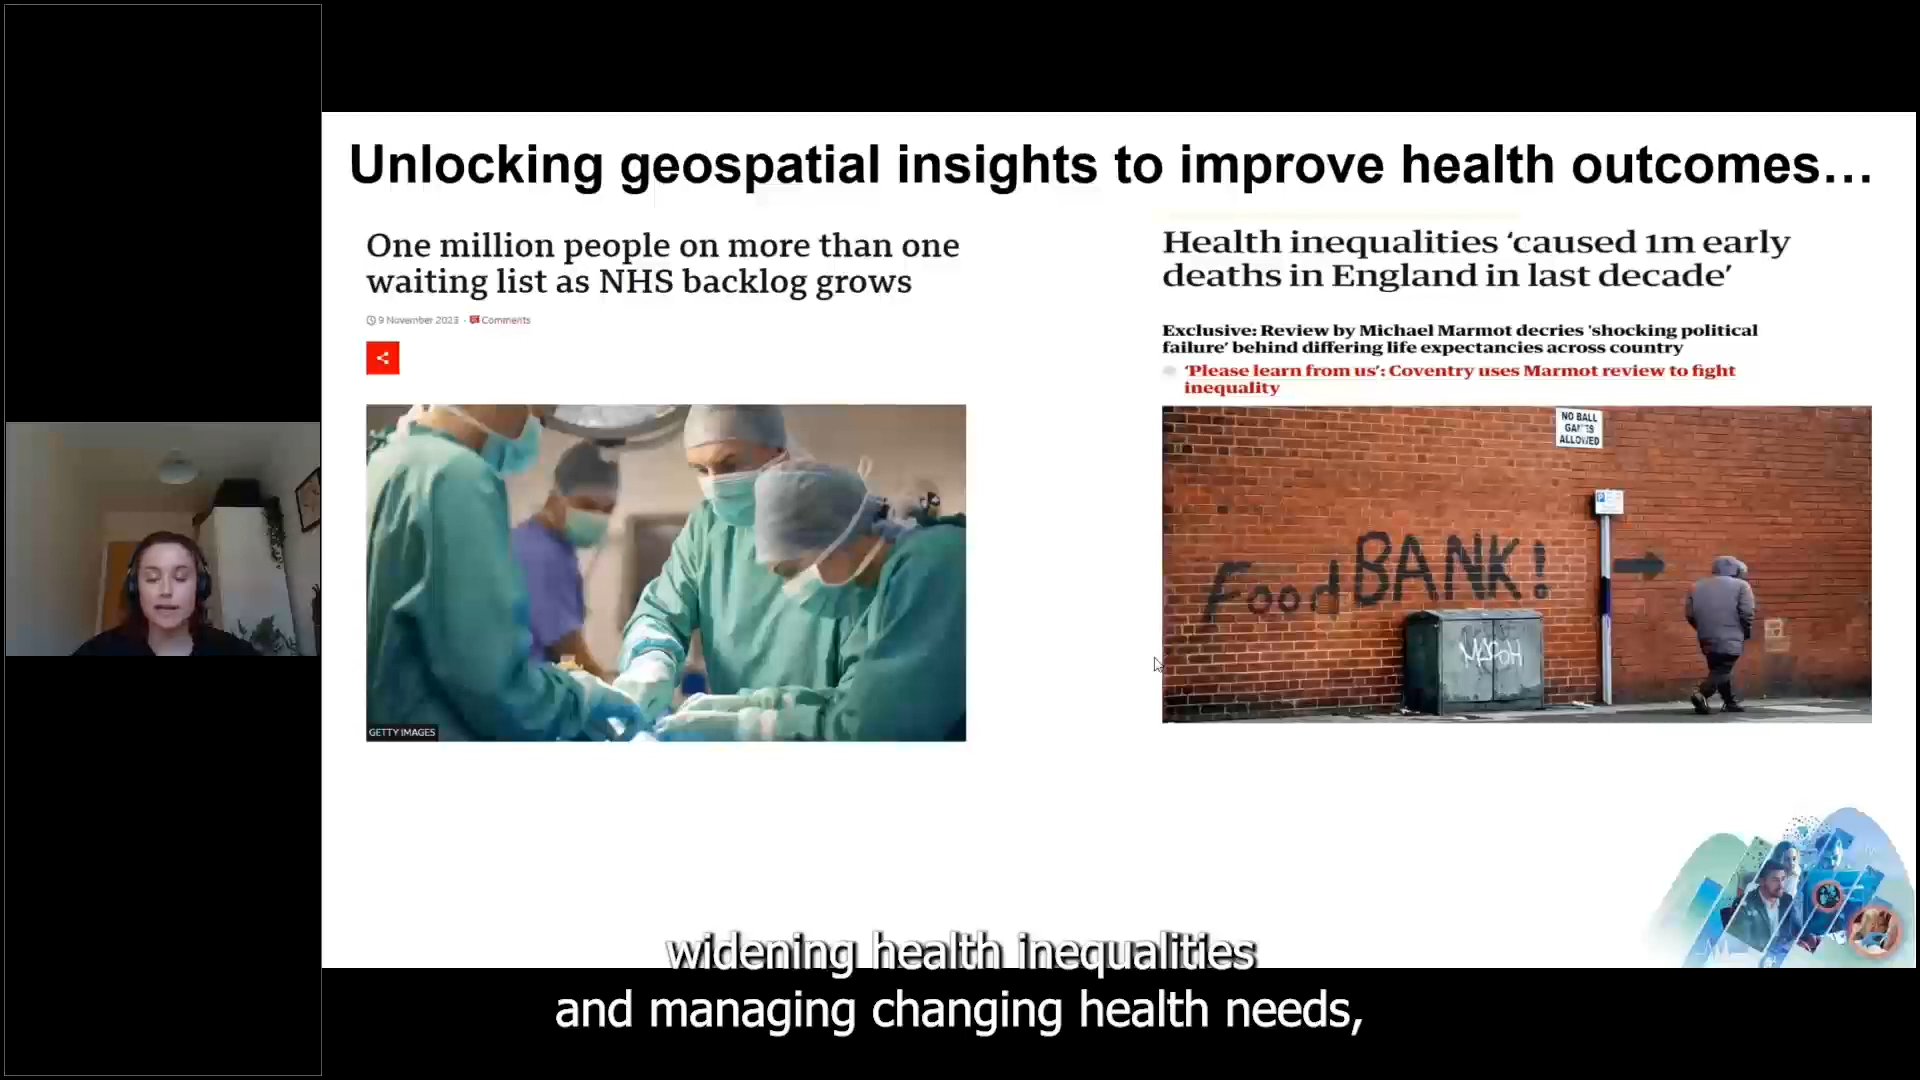 Unlocking geospatial insights to improve health outcomes…
One million people on more than one
waiting list as NHS backlog grows
9 November 2023 · Comments
GETTY IMAGES
Health inequalities ‘caused 1m early
deaths in England in last decade’
Exclusive: Review by Michael Marmot decries 'shocking political
failure’ behind differing life expectancies across country
‘Please learn from us’: Coventry uses Marmot review to fight
inequality
NO BALL
GAMES
ALLOWED
P
Food BANK!
widening health inequalities
and managing changing health needs,